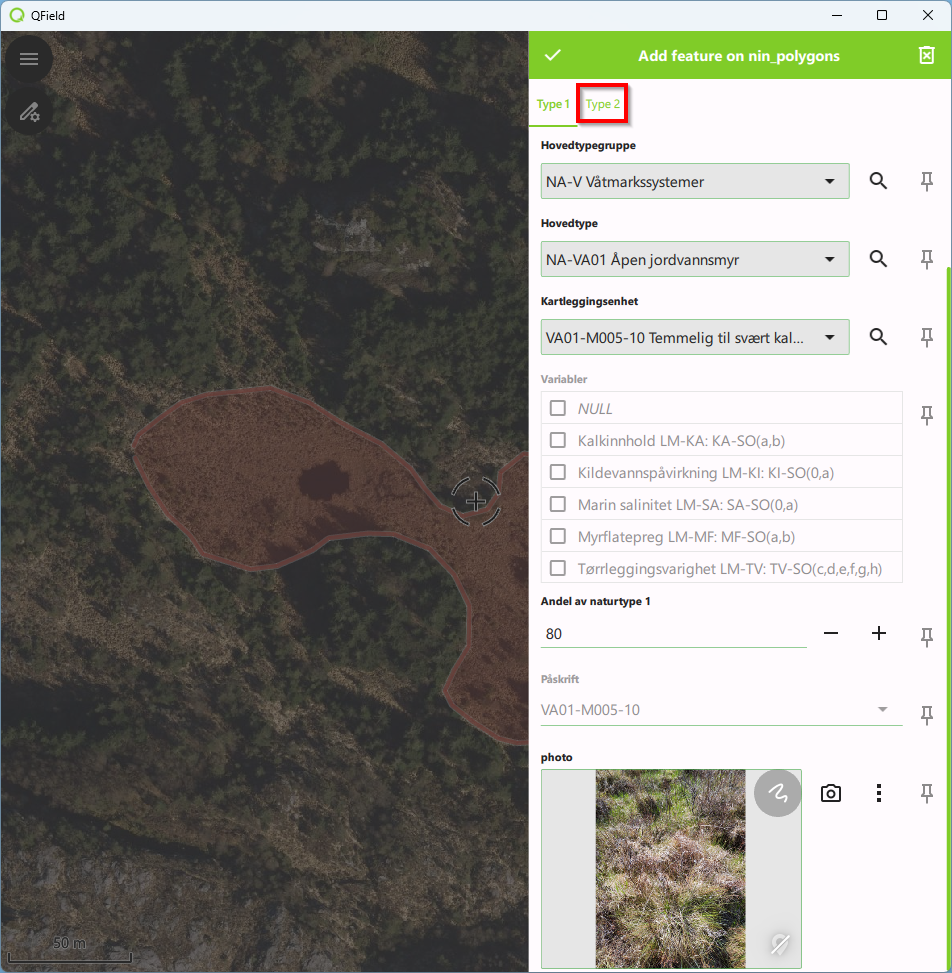 QField
Add feature on nin_polygons
Type 1
Type 2
Hovedtypegruppe
NA-V Våtmarkssystemer
Hovedtype
NA-VA01 Åpen jordvannsmyr
Kartleggingsenhet
VA01-M005-10 Temmelig til svært kal...
Variabler
NULL
Kalkinnhold LM-KA: KA-SO(a,b)
Kildevannspåvirkning LM-KI: KI-SO(0,a)
Marin salinitet LM-SA: SA-SO(0,a)
Myrflatepreg LM-MF: MF-SO(a,b)
Tørrleggingsvarighet LM-TV: TV-SO(c,d,e,f,g,h)
Andel av naturtype 1
80
Påskrift
VA01-M005-10
photo
50 m